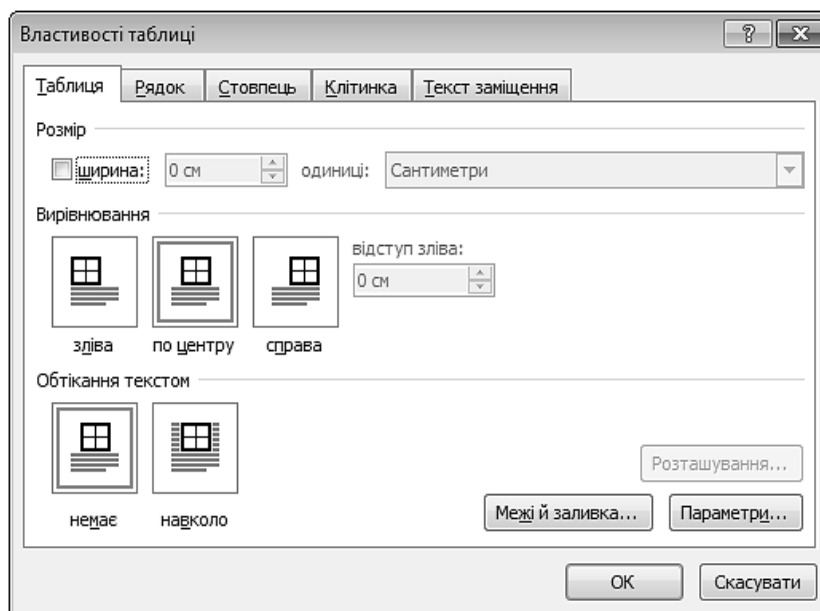 Властивості таблиці
Таблиця Рядок Стовпець Клітинка Текст заміщення
Розмір
ширина: 0 см одиниці: Сантиметри
Вирівнювання
відступ зліва:
0 см
зліва по центру справа
Обтікання текстом
Розташування...
немає навколо
Межі й заливка... Параметри...
ОК Скасувати